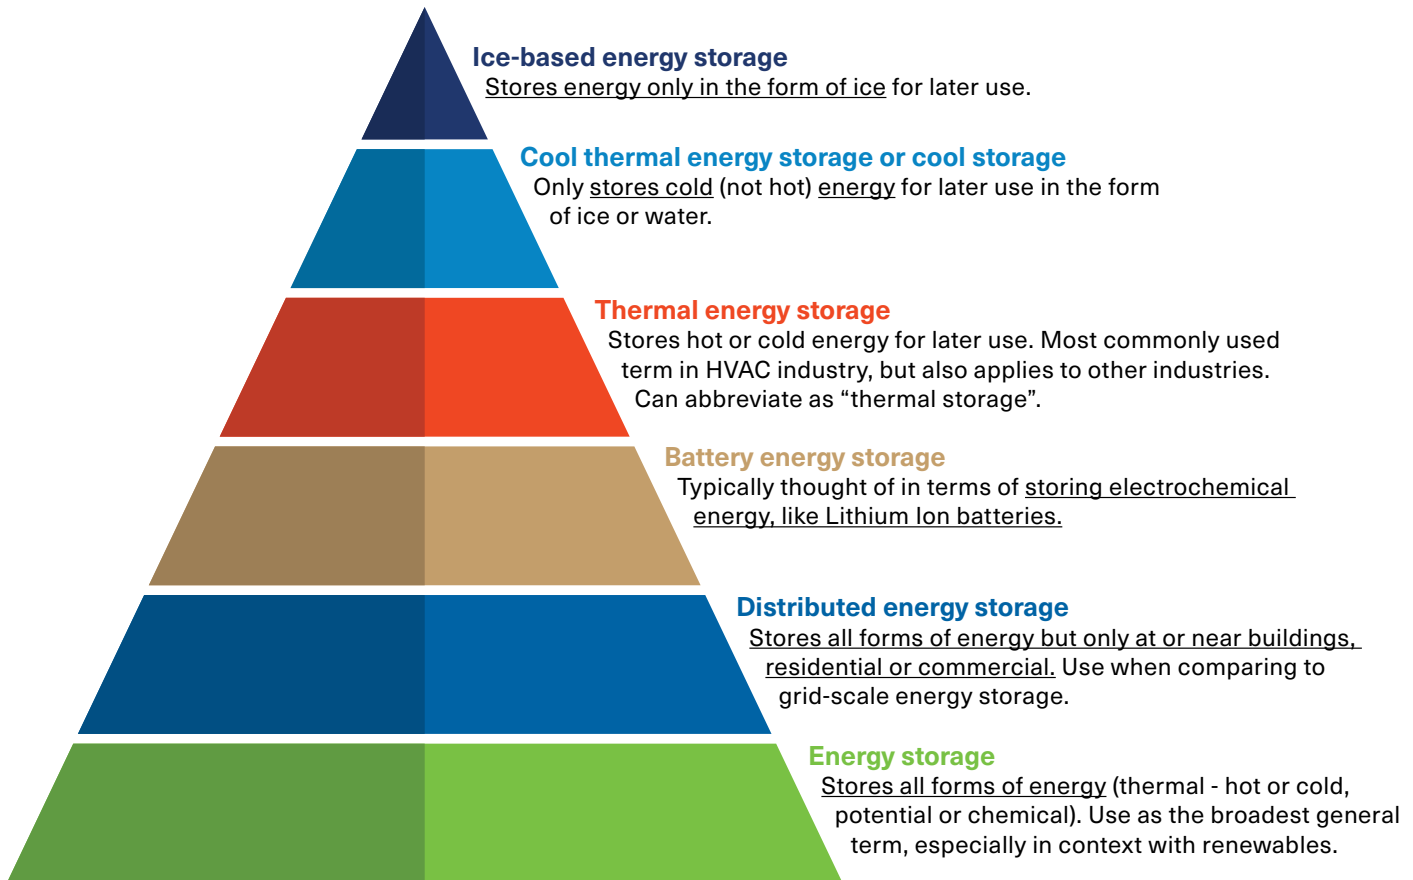 Ice-based energy storage
Stores energy only in the form of ice for later use.
Cool thermal energy storage or cool storage
Only stores cold (not hot) energy for later use in the form
of ice or water.
Thermal energy storage
Stores hot or cold energy for later use. Most commonly used
term in HVAC industry, but also applies to other industries.
Can abbreviate as “thermal storage”.
Battery energy storage
Typically thought of in terms of storing electrochemical
energy, like Lithium Ion batteries.
Distributed energy storage
Stores all forms of energy but only at or near buildings,
residential or commercial. Use when comparing to
grid-scale energy storage.
Energy storage
Stores all forms of energy (thermal - hot or cold,
potential or chemical). Use as the broadest general
term, especially in context with renewables.